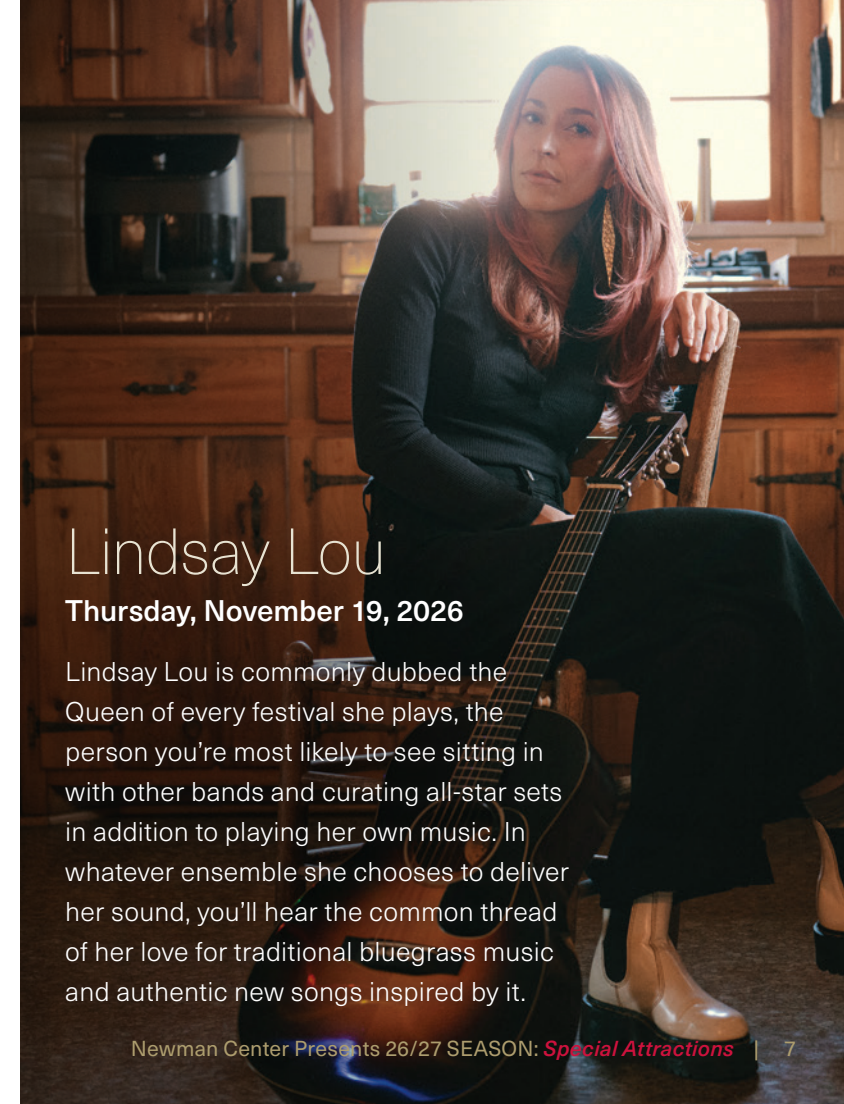 Lindsay Lou
Thursday, November 19, 2026
Lindsay Lou is commonly dubbed the
Queen of every festival she plays, the
person you’re most likely to see sitting in
with other bands and curating all-star sets
in addition to playing her own music. In
whatever ensemble she chooses to deliver
her sound, you’ll hear the common thread
of her love for traditional bluegrass music
and authentic new songs inspired by it.
Newman Center Presents 26/27 SEASON: Special Attractions | 7